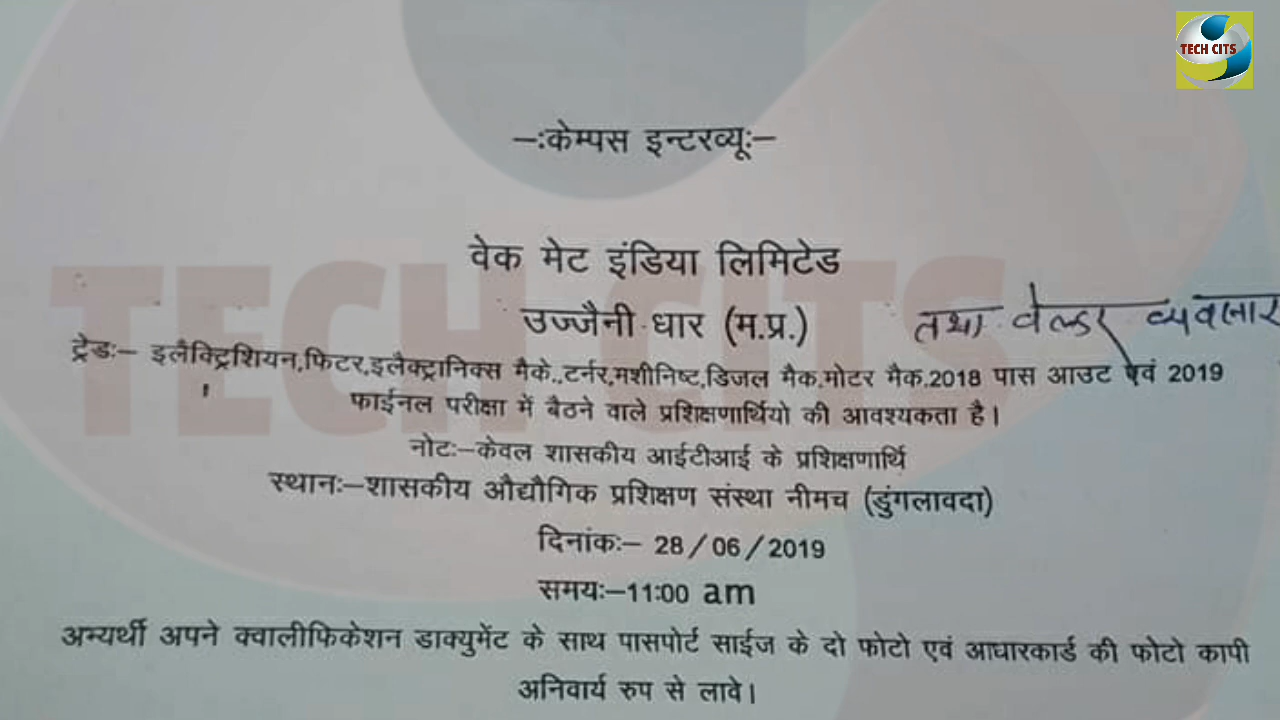 TECH CITS
-:केम्पस इन्टरव्यू:-
वेक मेट इंडिया लिमिटेड
उज्जैनी धार (म.प्र.) तथा वेल्डर व्यवसाय
TECH CITS
ट्रेडः- इलैक्ट्रिशियन,फिटर,इलैक्ट्रानिक्स मैके.,टर्नर,मशीनिष्ट,डिजल मैक.मोटर मैक.2018 पास आउट एवं 2019
फाईनल परीक्षा में बैठने वाले प्रशिक्षणार्थियो की आवश्यकता है।
नोटः-केवल शासकीय आईटीआई के प्रशिक्षणार्थि
स्थानः-शासकीय औद्यौगिक प्रशिक्षण संस्था नीमच (डुंगलावदा)
दिनांकः- 28/06/2019
समयः-11:00 am
अभ्यर्थी अपने क्वालीफिकेशन डाक्युमेंट के साथ पासपोर्ट साईज के दो फोटो एवं आधारकार्ड की फोटो कापी
अनिवार्य रुप से लावे।